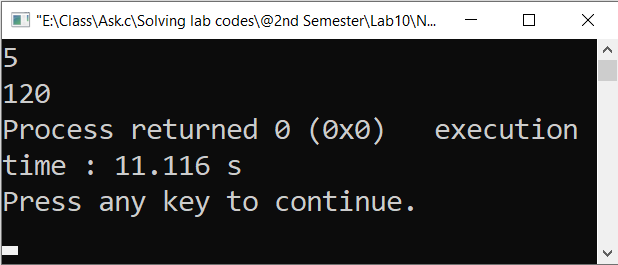 "E:\Class\Ask.c\Solving lab codes\@2nd Semester\Lab10\N...
5
120
Process returned 0 (0x0)   execution
time : 11.116 s
Press any key to continue.